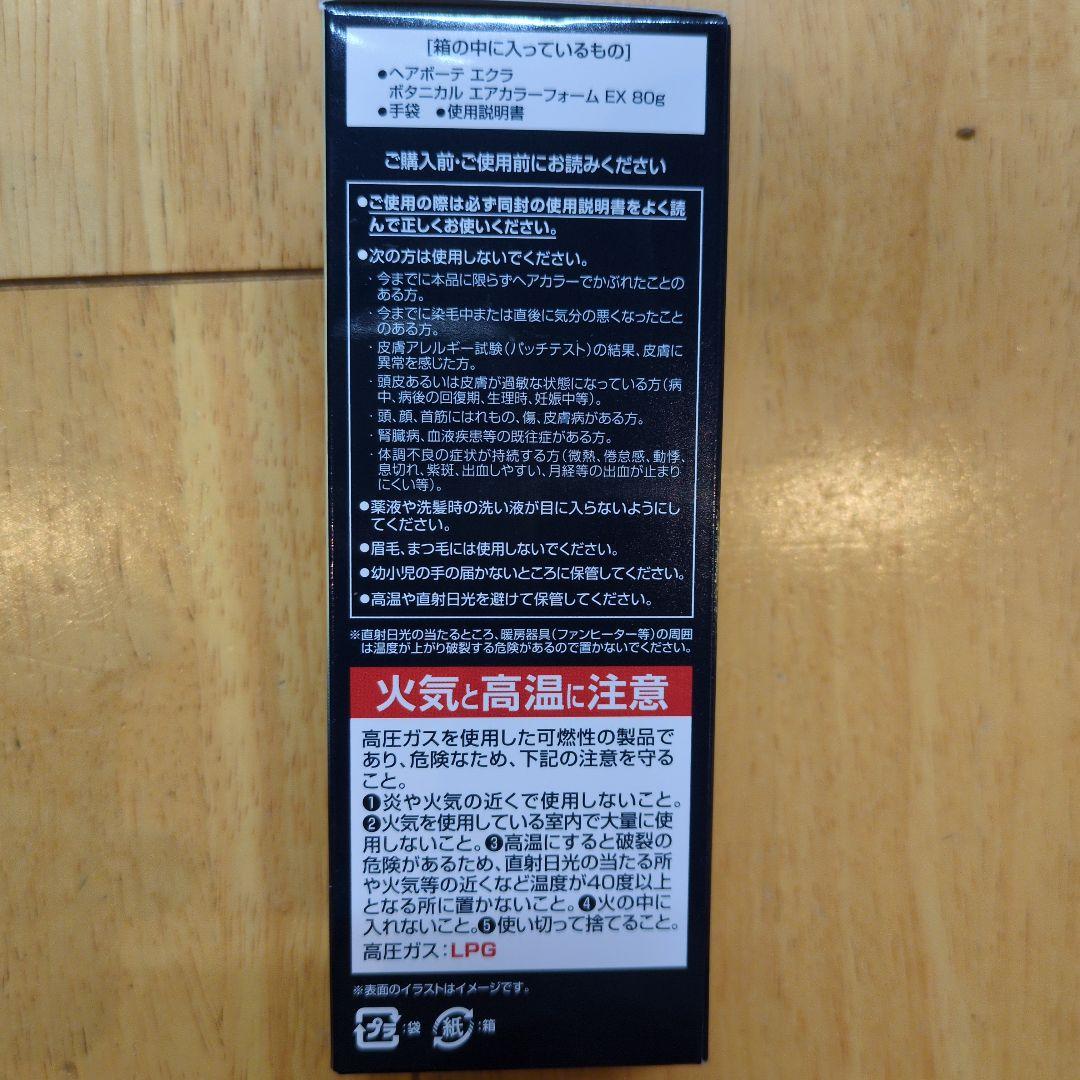 [箱の中に入っているもの]
●ヘアボーテ エクラ
ボタニカル エアカラーフォーム EX 80g
●手袋 ●使用説明書
ご購入前・ご使用前にお読みください
●ご使用の際は必ず同封の使用説明書をよく読
んで正しくお使いください。
●次の方は使用しないでください。
・今までに本品に限らずヘアカラーでかぶれたことの
ある方。
・今までに染毛中または直後に気分の悪くなったこと
のある方。
・皮膚アレルギー試験(パッチテスト)の結果、皮膚に
異常を感じた方。
・頭皮あるいは皮膚が過敏な状態になっている方(病
中、病後の回復期、生理時、妊娠中等)。
・頭、顔、首筋にはれもの、傷、皮膚病がある方。
・腎臓病、血液疾患等の既往症がある方。
・体調不良の症状が持続する方(微熱、倦怠感、動悸、
息切れ、紫斑、出血しやすい、月経等の出血が止まり
にくい等)。
●薬液や洗髪時の洗い液が目に入らないようにし
てください。
●眉毛、まつ毛には使用しないでください。
●幼小児の手の届かないところに保管してください。
●高温や直射日光を避けて保管してください。
※直射日光の当たるところ、暖房器具(ファンヒーター等)の周囲
は温度が上がり破裂する危険があるので置かないでください。
火気と高温に注意
高圧ガスを使用した可燃性の製品で
あり、危険なため、下記の注意を守る
こと。
❶炎や火気の近くで使用しないこと。
❷火気を使用している室内で大量に使
用しないこと。❸高温にすると破裂の
危険があるため、直射日光の当たる所
や火気等の近くなど温度が40度以上
となる所に置かないこと。❹火の中に
入れないこと。❺使い切って捨てること。
高圧ガス:LPG
※表面のイラストはイメージです。
プラ:袋 紙:箱